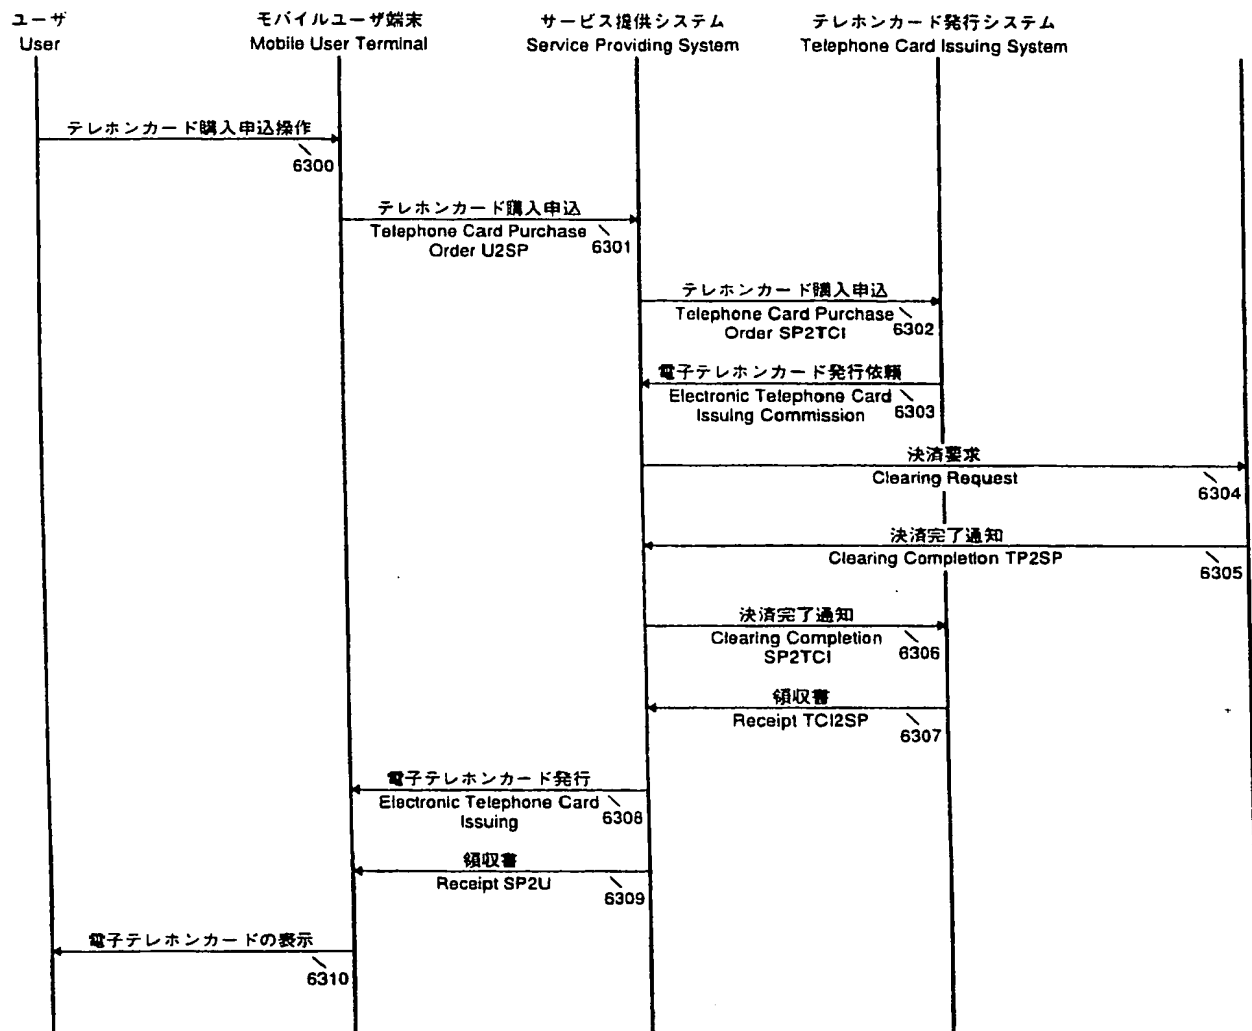 ユーザ
User
モバイルユーザ端末
Mobile User Terminal
サービス提供システム
Service Providing System
テレホンカード発行システム
Telephone Card Issuing System
テレホンカード購入申込操作
6300
テレホンカード購入申込
Telephone Card Purchase
Order U2SP
6301
テレホンカード購入申込
Telephone Card Purchase
Order SP2TCI
6302
電子テレホンカード発行依頼
Electronic Telephone Card
Issuing Commission
6303
決済要求
Clearing Request
6304
決済完了通知
Clearing Completion TP2SP
6305
決済完了通知
Clearing Completion
SP2TCI
6306
領収書
Receipt TCI2SP
6307
電子テレホンカード発行
Electronic Telephone Card
Issuing
6308
領収書
Receipt SP2U
6309
電子テレホンカードの表示
6310